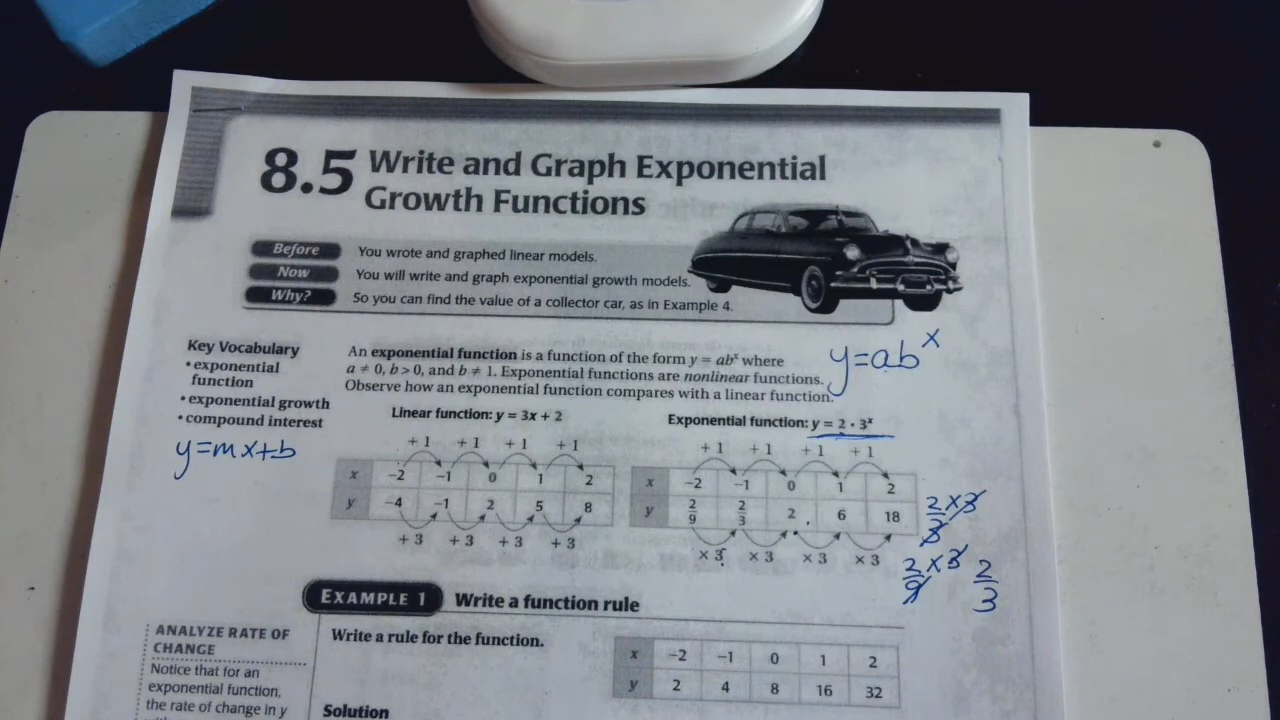 8.5 Write and Graph Exponential
Growth Functions
Before You wrote and graphed linear models.
Now You will write and graph exponential growth models.
Why? So you can find the value of a collector car, as in Example 4.
Key Vocabulary
• exponential
function
• exponential growth
• compound interest
y=mx+b
An exponential function is a function of the form y = abˣ where
a ≠ 0, b > 0, and b ≠ 1. Exponential functions are nonlinear functions.
Observe how an exponential function compares with a linear function.
y=abˣ
Linear function: y = 3x + 2
+ 1 + 1 + 1 + 1
x -2 -1 0 1 2
y -4 -1 2 5 8
+ 3 + 3 + 3 + 3
Exponential function: y = 2 · 3ˣ
+ 1 + 1 + 1 + 1
x -2 -1 0 1 2
y 2/9 2/3 2 6 18
× 3 × 3 × 3 × 3
2/3 × 3
2/9 × 3 2/3
EXAMPLE 1 Write a function rule
ANALYZE RATE OF
CHANGE
Notice that for an
exponential function,
the rate of change in y
Write a rule for the function.
x -2 -1 0 1 2
y 2 4 8 16 32
Solution